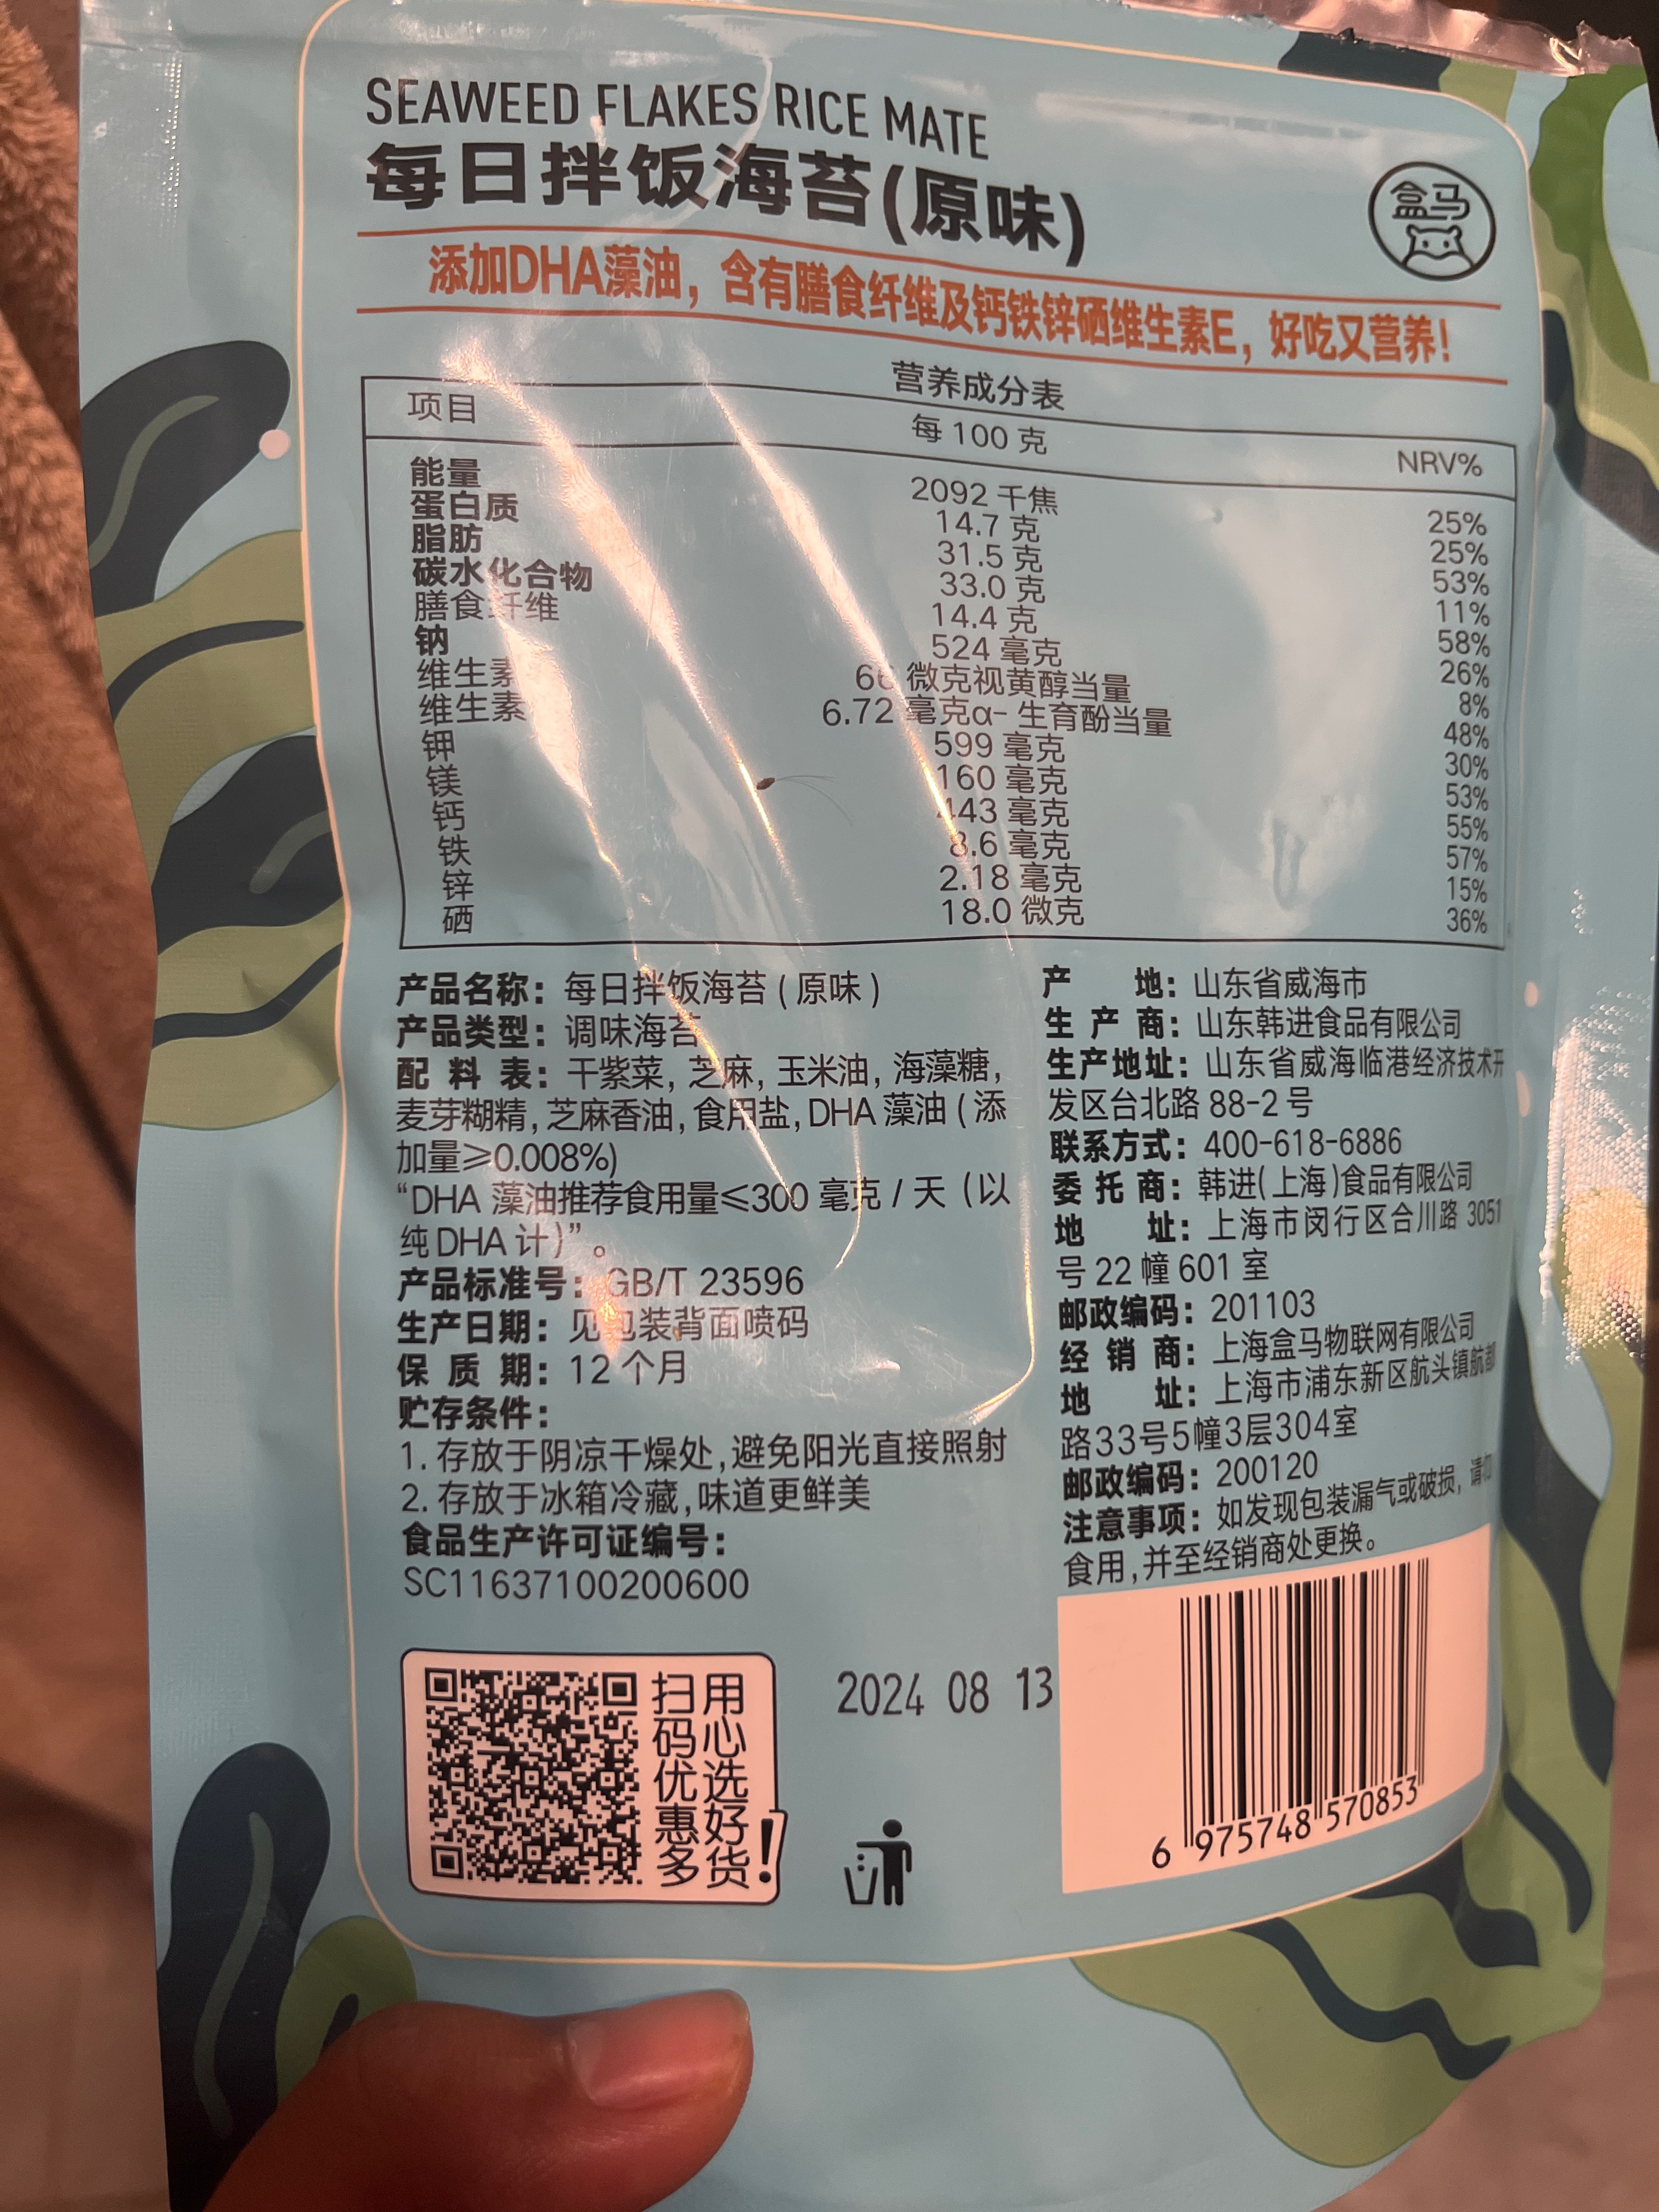 SEAWEED FLAKES RICE MATE
每日拌饭海苔(原味)
盒马
添加DHA藻油，含有膳食纤维及钙铁锌硒维生素E，好吃又营养！
营养成分表
项目 每 100 克 NRV%
能量 2092 千焦 25%
蛋白质 14.7 克 25%
脂肪 31.5 克 53%
碳水化合物 33.0 克 11%
膳食纤维 14.4 克 58%
钠 524 毫克 26%
维生素 66 微克视黄醇当量 8%
维生素 6.72 毫克α- 生育酚当量 48%
钾 599 毫克 30%
镁 160 毫克 53%
钙 443 毫克 55%
铁 8.6 毫克 57%
锌 2.18 毫克 15%
硒 18.0 微克 36%
产品名称：每日拌饭海苔 ( 原味 )
产品类型：调味海苔
配 料 表：干紫菜, 芝麻, 玉米油, 海藻糖,
麦芽糊精, 芝麻香油, 食用盐, DHA 藻油 ( 添
加量≥0.008%)
“DHA 藻油推荐食用量≤300 毫克 / 天（以
纯 DHA 计)”。
产品标准号：GB/T 23596
生产日期：见包装背面喷码
保 质 期：12 个月
贮存条件：
1. 存放于阴凉干燥处,避免阳光直接照射
2. 存放于冰箱冷藏,味道更鲜美
食品生产许可证编号：
SC11637100200600
产 地：山东省威海市
生 产 商：山东韩进食品有限公司
生产地址：山东省威海临港经济技术开
发区台北路 88-2 号
联系方式：400-618-6886
委 托 商：韩进(上海)食品有限公司
地 址：上海市闵行区合川路 3051
号 22 幢 601 室
邮政编码：201103
经 销 商：上海盒马物联网有限公司
地 址：上海市浦东新区航头镇航都
路33号5幢3层304室
邮政编码：200120
注意事项：如发现包装漏气或破损, 请勿
食用,并至经销商处更换。
用心选好货！
扫码优惠多
2024 08 13
6 975748 570853